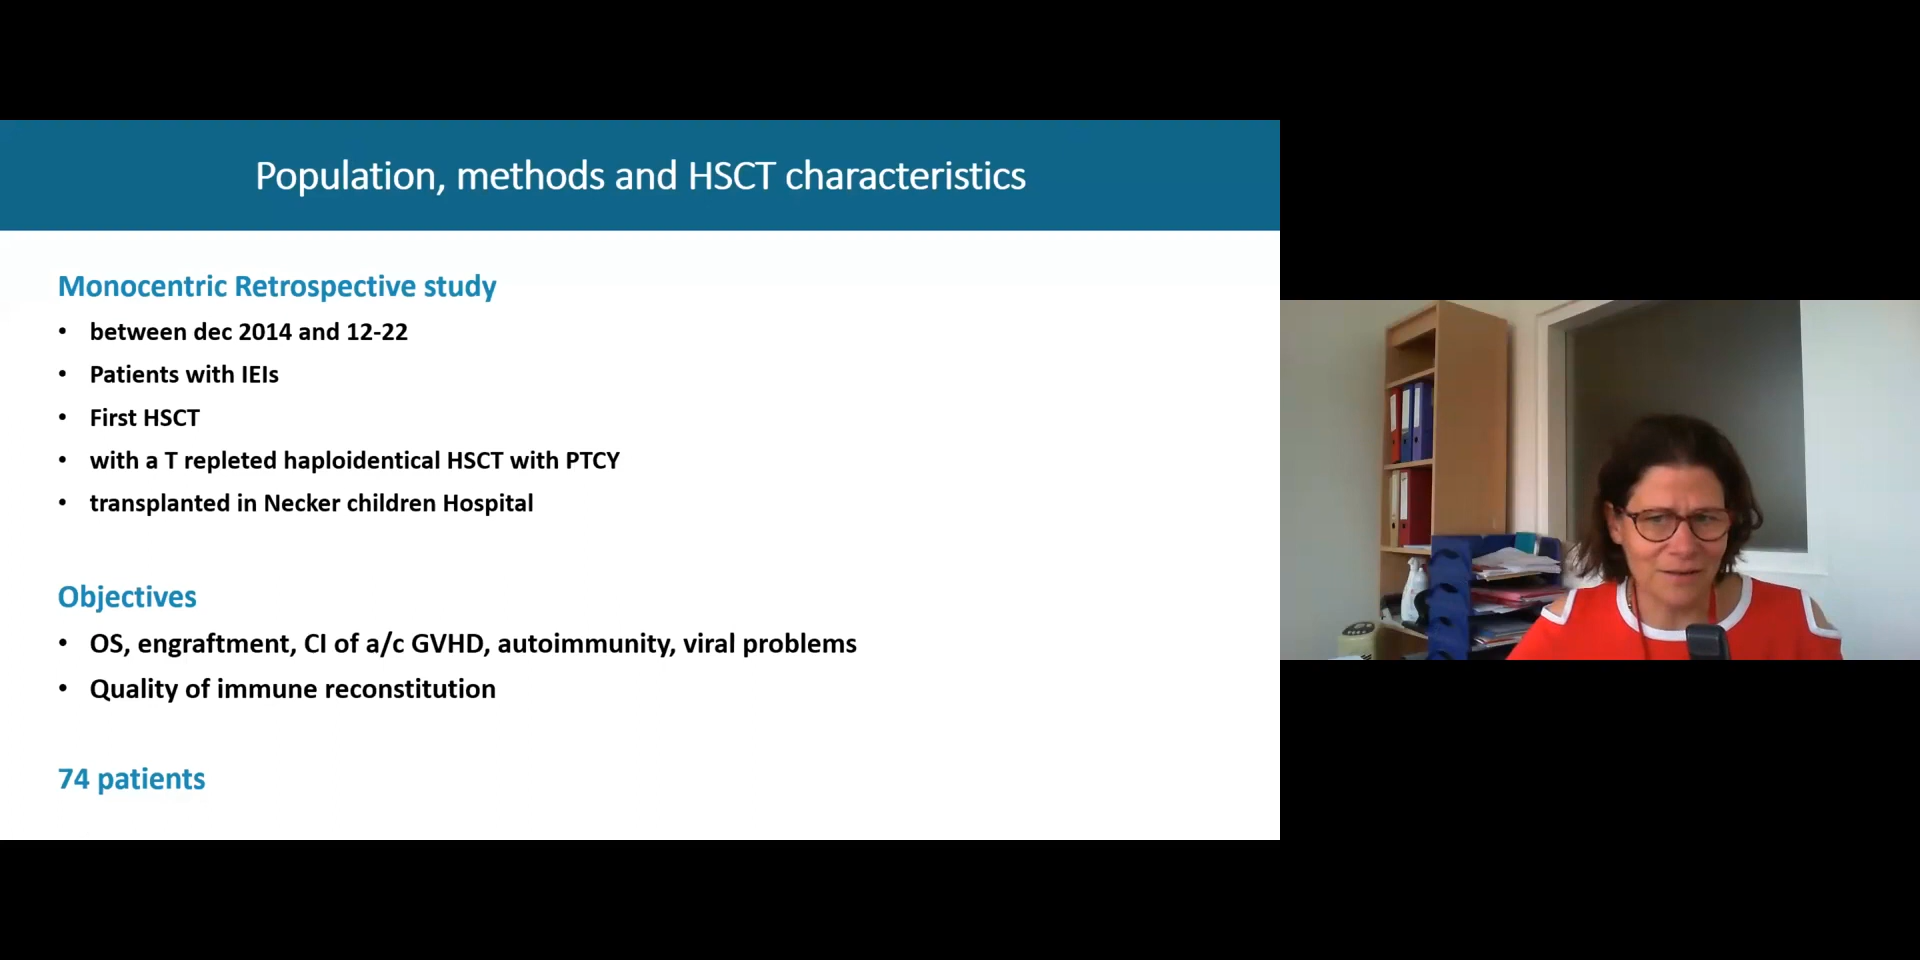 Population, methods and HSCT characteristics
Monocentric Retrospective study
• between dec 2014 and 12-22
• Patients with IEIs
• First HSCT
• with a T repleted haploidentical HSCT with PTCY
• transplanted in Necker children Hospital
Objectives
• OS, engraftment, CI of a/c GVHD, autoimmunity, viral problems
• Quality of immune reconstitution
74 patients